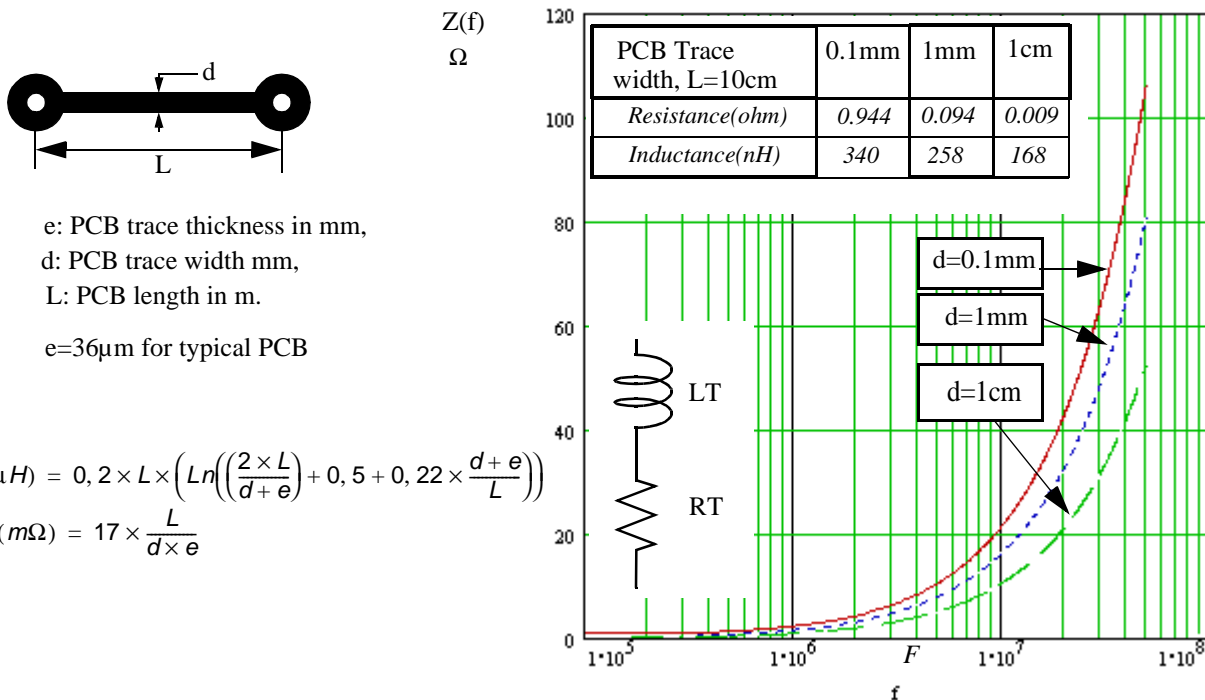 d
L
e: PCB trace thickness in mm,
d: PCB trace width mm,
L: PCB length in m.
e=36µm for typical PCB
µH) = 0, 2 × L × (Ln((2 × L / d + e) + 0, 5 + 0, 22 × d + e / L))
(mΩ) = 17 × L / d × e
Z(f)
Ω
120
100
80
60
40
20
0
PCB Trace width, L=10cm 0.1mm 1mm 1cm
Resistance(ohm) 0.944 0.094 0.009
Inductance(nH) 340 258 168
d=0.1mm
d=1mm
d=1cm
LT
RT
1·10^5 1·10^6 F 1·10^7 1·10^8
f